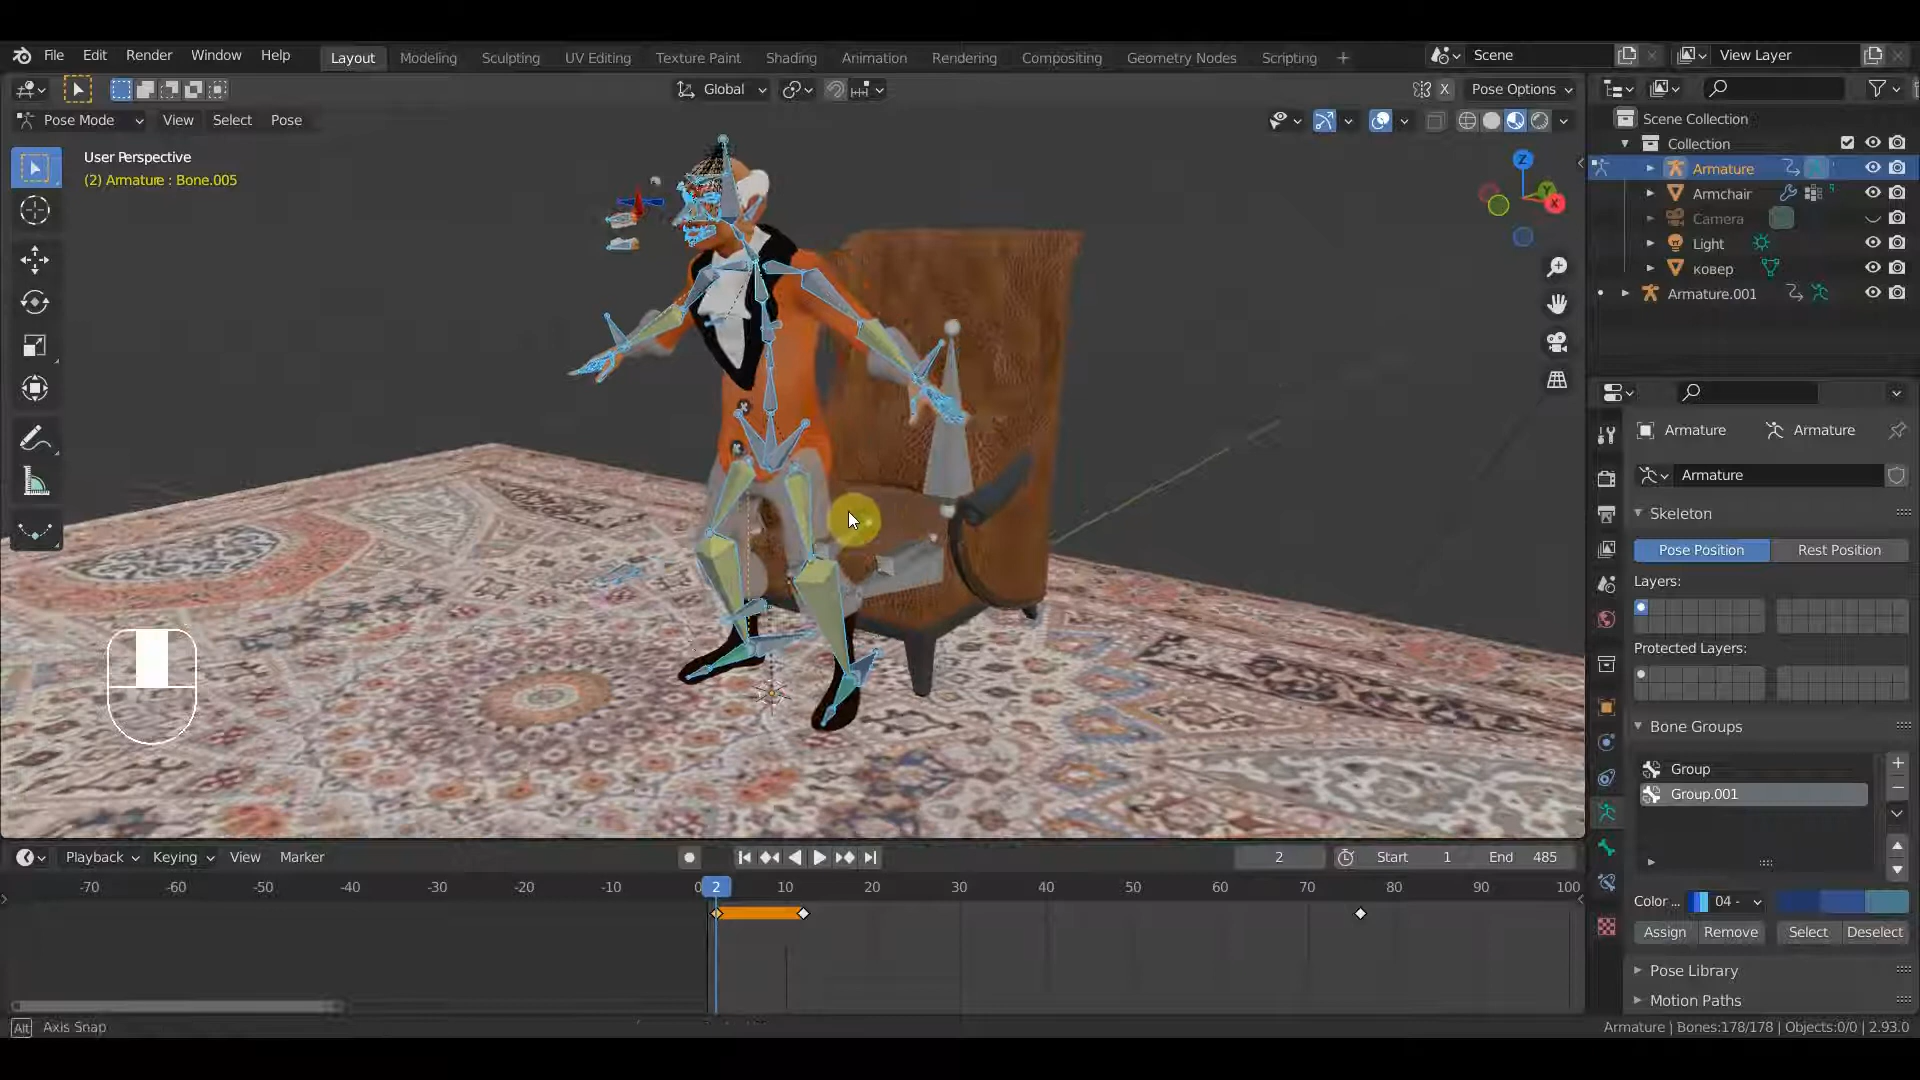 File Edit Render Window Help Layout Modeling Sculpting UV Editing Texture Paint Shading Animation Rendering Compositing Geometry Nodes Scripting + Scene View Layer
Global X Pose Options
Pose Mode View Select Pose
User Perspective
(2) Armature : Bone.005
Z
Y
X
Scene Collection
Collection
Armature
Armchair
Camera
Light
ковер
Armature.001
Armature Armature
Armature
Skeleton
Pose Position Rest Position
Layers:
Protected Layers:
Bone Groups
Group
Group.001
Color ... 04 -
Assign Remove Select Deselect
Pose Library
Motion Paths
Playback Keying View Marker 2 Start 1 End 485
-70 -60 -50 -40 -30 -20 -10 0 2 10 20 30 40 50 60 70 80 90 100
Alt Axis Snap
Armature | Bones:178/178 | Objects:0/0 | 2.93.0